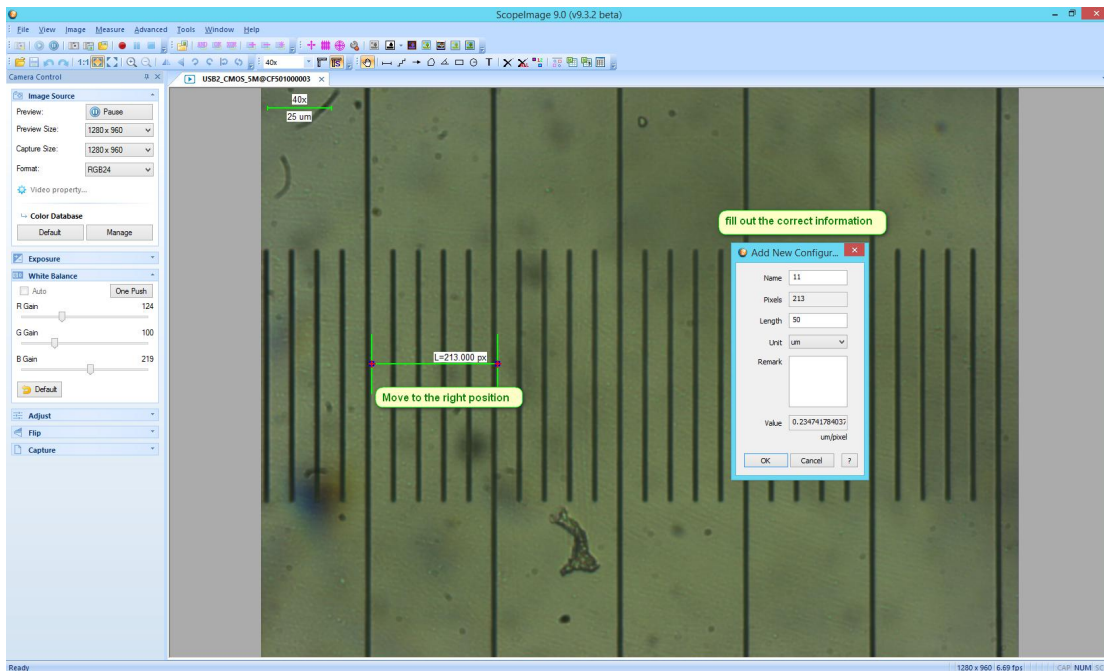 ScopeImage 9.0 (v9.3.2 beta)
File View Image Measure Advanced Tools Window Help
1:1
40x
Camera Control
USB2_CMOS_5M@CF501000003
Image Source
Preview: Pause
Preview Size: 1280 x 960
Capture Size: 1280 x 960
Format: RGB24
Video property...
Color Database
Default Manage
Exposure
White Balance
Auto One Push
R Gain 124
G Gain 100
B Gain 219
Default
Adjust
Flip
Capture
40x
25 um
L=213.000 px
Move to the right position
fill out the correct information
Add New Configur...
Name 11
Pixels 213
Length 50
Unit um
Remark
Value 0.234741784037
um/pixel
OK Cancel ?
Ready
1280 x 960 6.69 fps CAP NUM